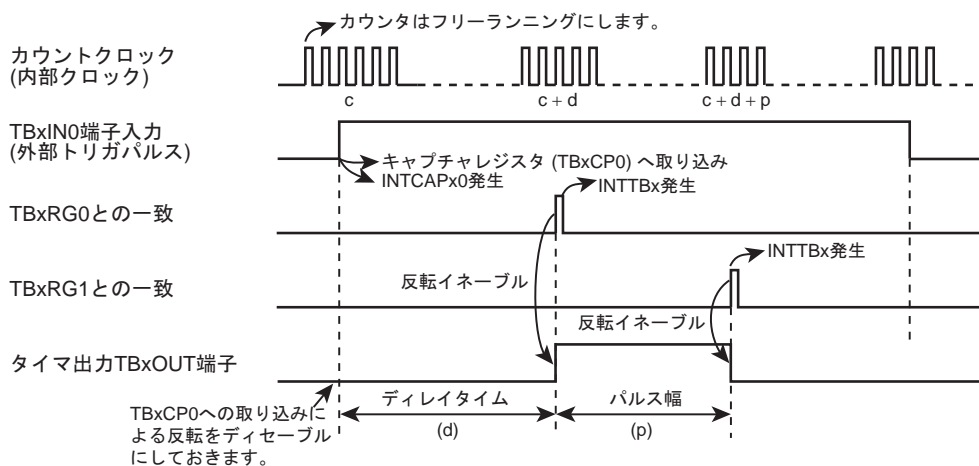 カウンタはフリーランニングにします。
カウントクロック
(内部クロック)
c
c + d
c + d + p
TBxIN0端子入力
(外部トリガパルス)
キャプチャレジスタ (TBxCP0) へ取り込み
INTCAPx0発生
INTTBx発生
TBxRG0との一致
INTTBx発生
反転イネーブル
TBxRG1との一致
反転イネーブル
タイマ出力TBxOUT端子
TBxCP0への取り込みに
よる反転をディセーブル
にしておきます。
ディレイタイム
(d)
パルス幅
(p)